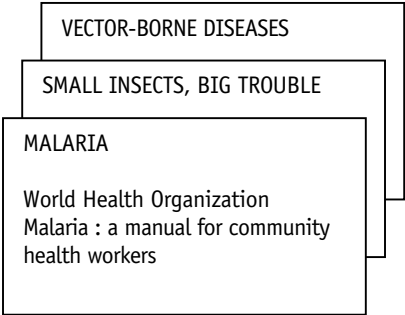 VECTOR-BORNE DISEASES
SMALL INSECTS, BIG TROUBLE
MALARIA
World Health Organization
Malaria : a manual for community
health workers